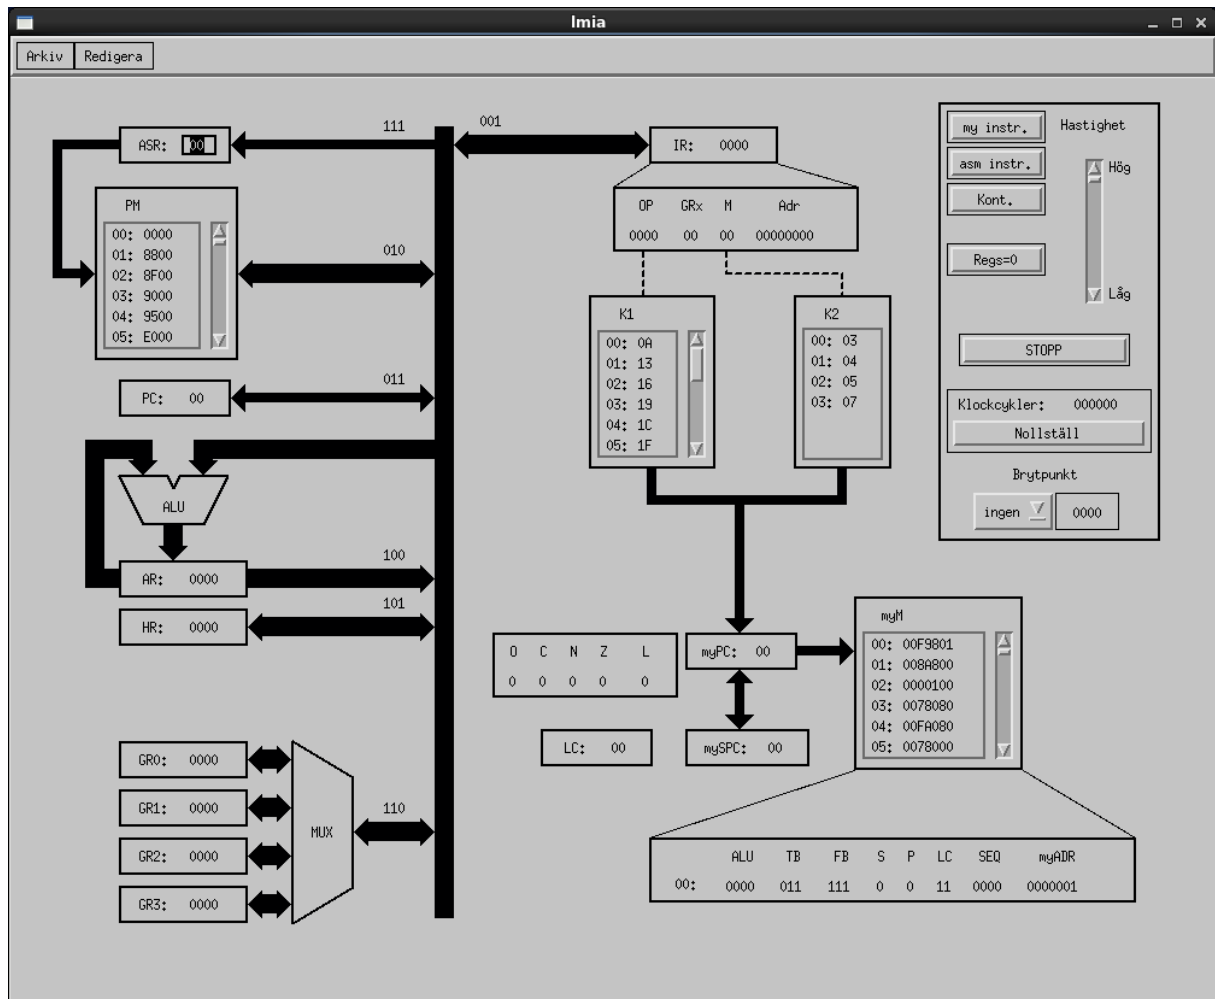 lmia
Arkiv Redigera
ASR: 00
111
001
IR: 0000
PM
00: 0000
01: 8800
02: 8F00
03: 9000
04: 9500
05: E000
010
OP GRx M Adr
0000 00 00 00000000
K1
00: 0A
01: 13
02: 16
03: 19
04: 1C
05: 1F
K2
00: 03
01: 04
02: 05
03: 07
PC: 00
011
ALU
AR: 0000
100
HR: 0000
101
O C N Z L
0 0 0 0 0
LC: 00
myPC: 00
mySPC: 00
myM
00: 00F9801
01: 008A800
02: 0000100
03: 0078080
04: 00FA080
05: 0078000
GR0: 0000
GR1: 0000
GR2: 0000
GR3: 0000
MUX
110
ALU TB FB S P LC SEQ myADR
00: 0000 011 111 0 0 11 0000 0000001
my instr.
asm instr.
Kont.
Regs=0
Hastighet
Hög
Låg
STOPP
Klockcykler: 000000
Nollställ
Brytpunkt
ingen 0000